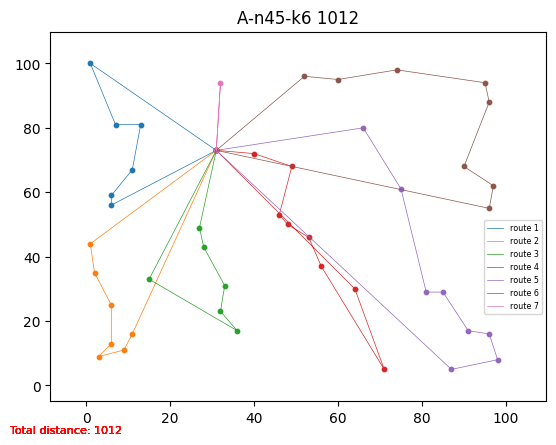 A-n45-k6 1012
100
80
60
40
20
0
0 20 40 60 80 100
route 1
route 2
route 3
route 4
route 5
route 6
route 7
Total distance: 1012